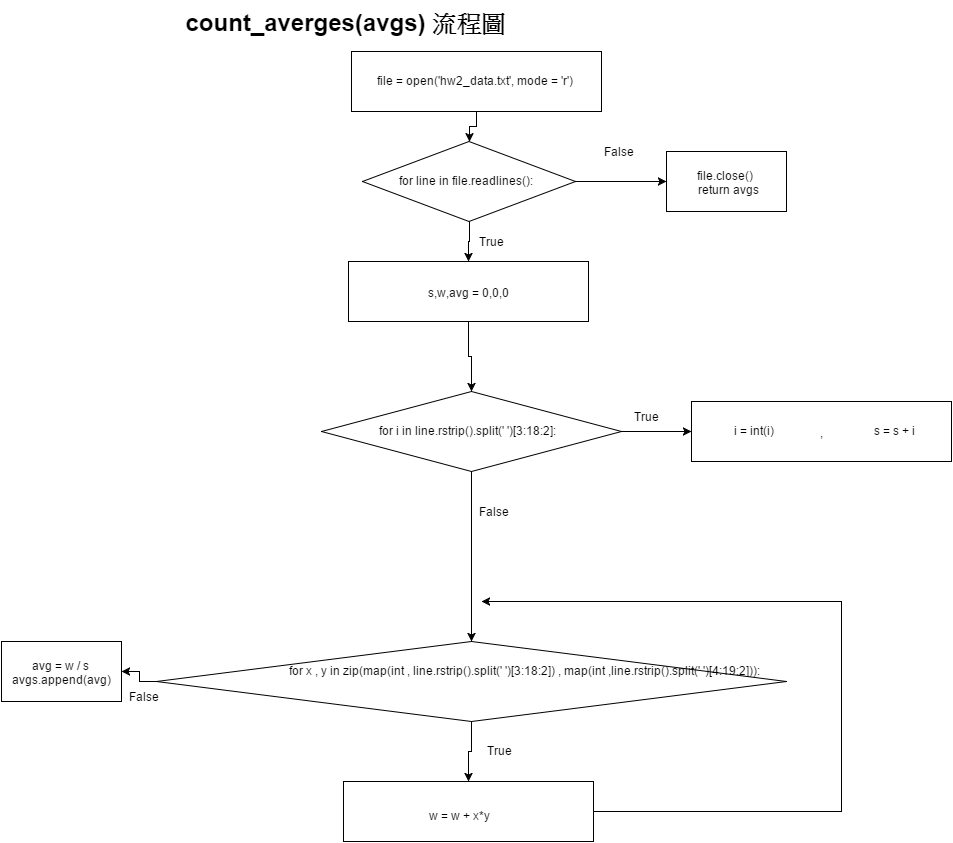 count_averges(avgs) 流程圖
file = open('hw2_data.txt', mode = 'r')
for line in file.readlines():
False
file.close()
return avgs
True
s,w,avg = 0,0,0
for i in line.rstrip().split(' ')[3:18:2]:
True
i = int(i) , s = s + i
False
for x , y in zip(map(int , line.rstrip().split(' ')[3:18:2]) , map(int ,line.rstrip().split(' ')[4:19:2])):
avg = w / s
avgs.append(avg)
False
True
w = w + x*y